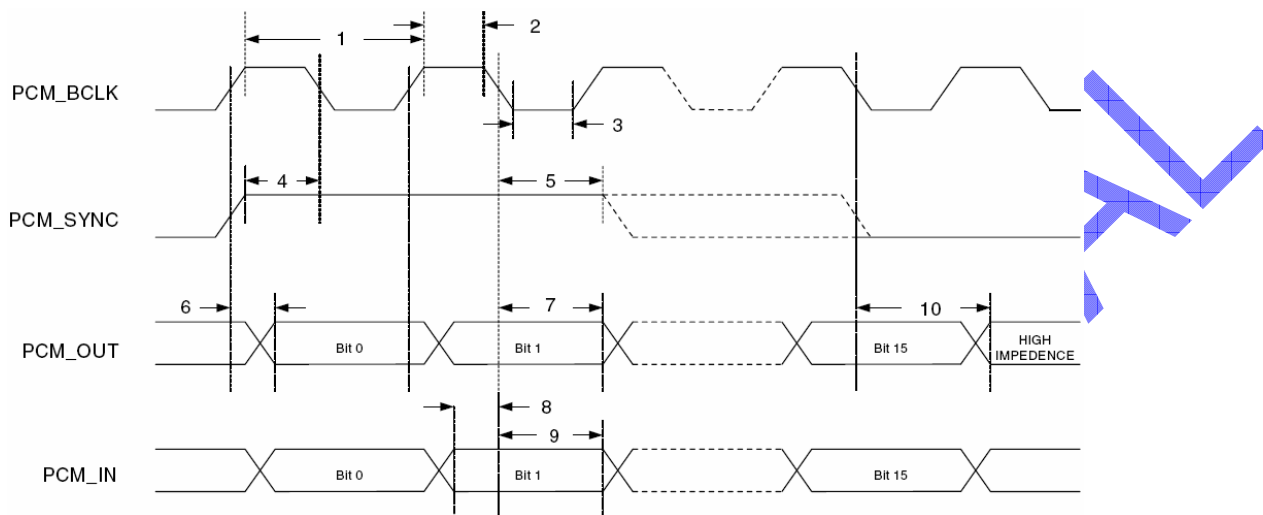 1
2
PCM_BCLK
3
4
5
PCM_SYNC
6
7
10
PCM_OUT
Bit 0
Bit 1
Bit 15
HIGH
IMPEDENCE
8
9
PCM_IN
Bit 0
Bit 1
Bit 15